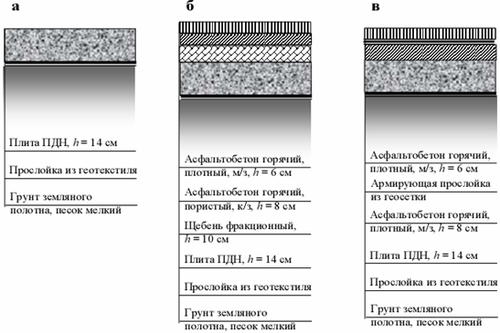 а
Плита ПДН, h = 14 см
Прослойка из геотекстиля
Грунт земляного
полотна, песок мелкий
б
Асфальтобетон горячий,
плотный, м/з, h = 6 см
Асфальтобетон горячий,
пористый, к/з, h = 8 см
Щебень фракционный,
h = 10 см
Плита ПДН, h = 14 см
Прослойка из геотекстиля
Грунт земляного
полотна, песок мелкий
в
Асфальтобетон горячий,
плотный, м/з, h = 6 см
Армирующая прослойка
из геосетки
Асфальтобетон горячий,
плотный, м/з, h = 8 см
Плита ПДН, h = 14 см
Прослойка из геотекстиля
Грунт земляного
полотна, песок мелкий